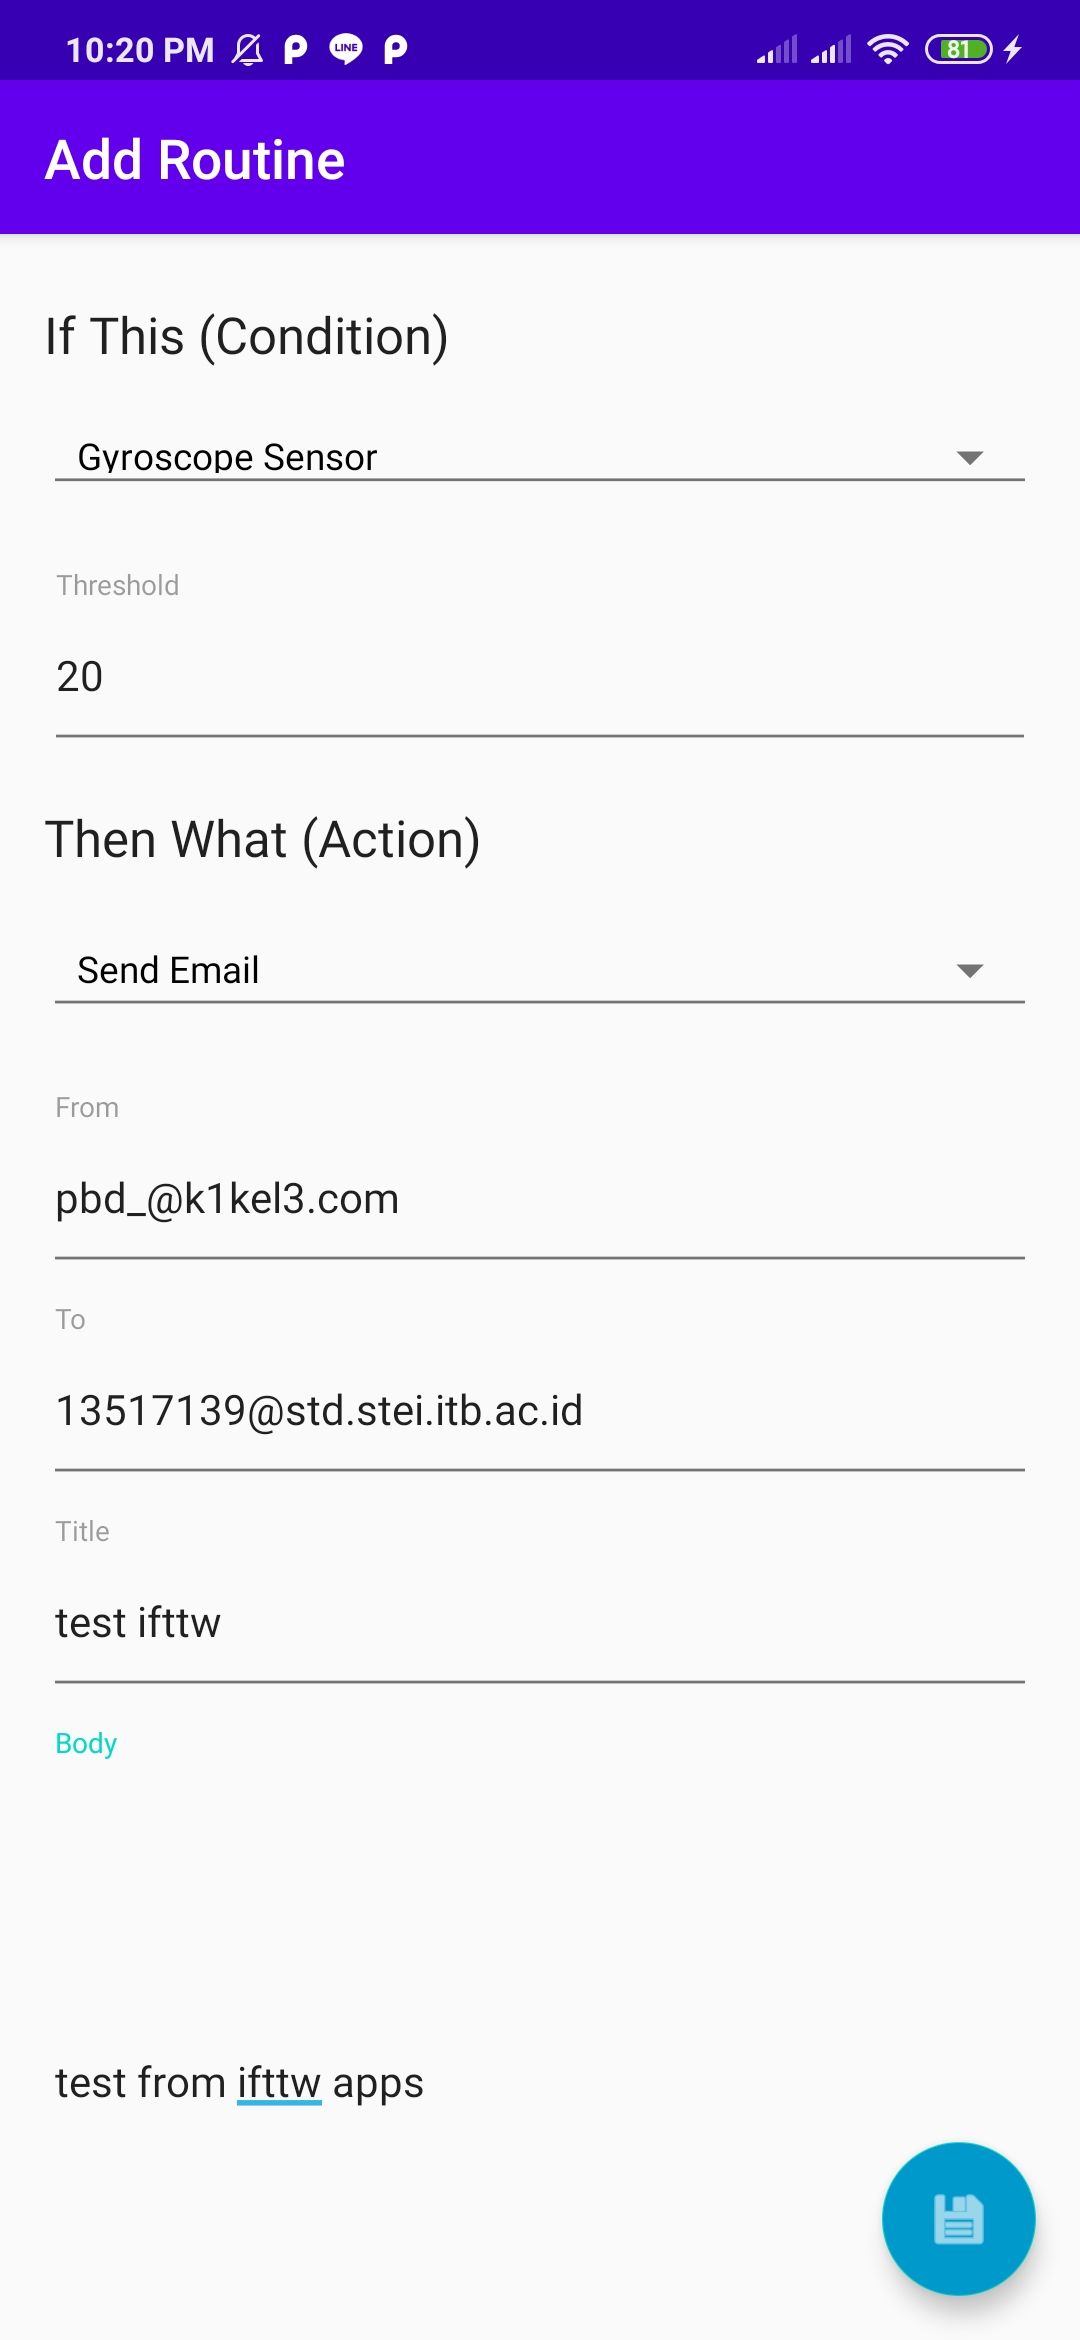 10:20 PM LINE 81
Add Routine
If This (Condition)
Gyroscope Sensor
Threshold
20
Then What (Action)
Send Email
From
pbd_@k1kel3.com
To
13517139@std.stei.itb.ac.id
Title
test ifttw
Body
test from ifttw apps